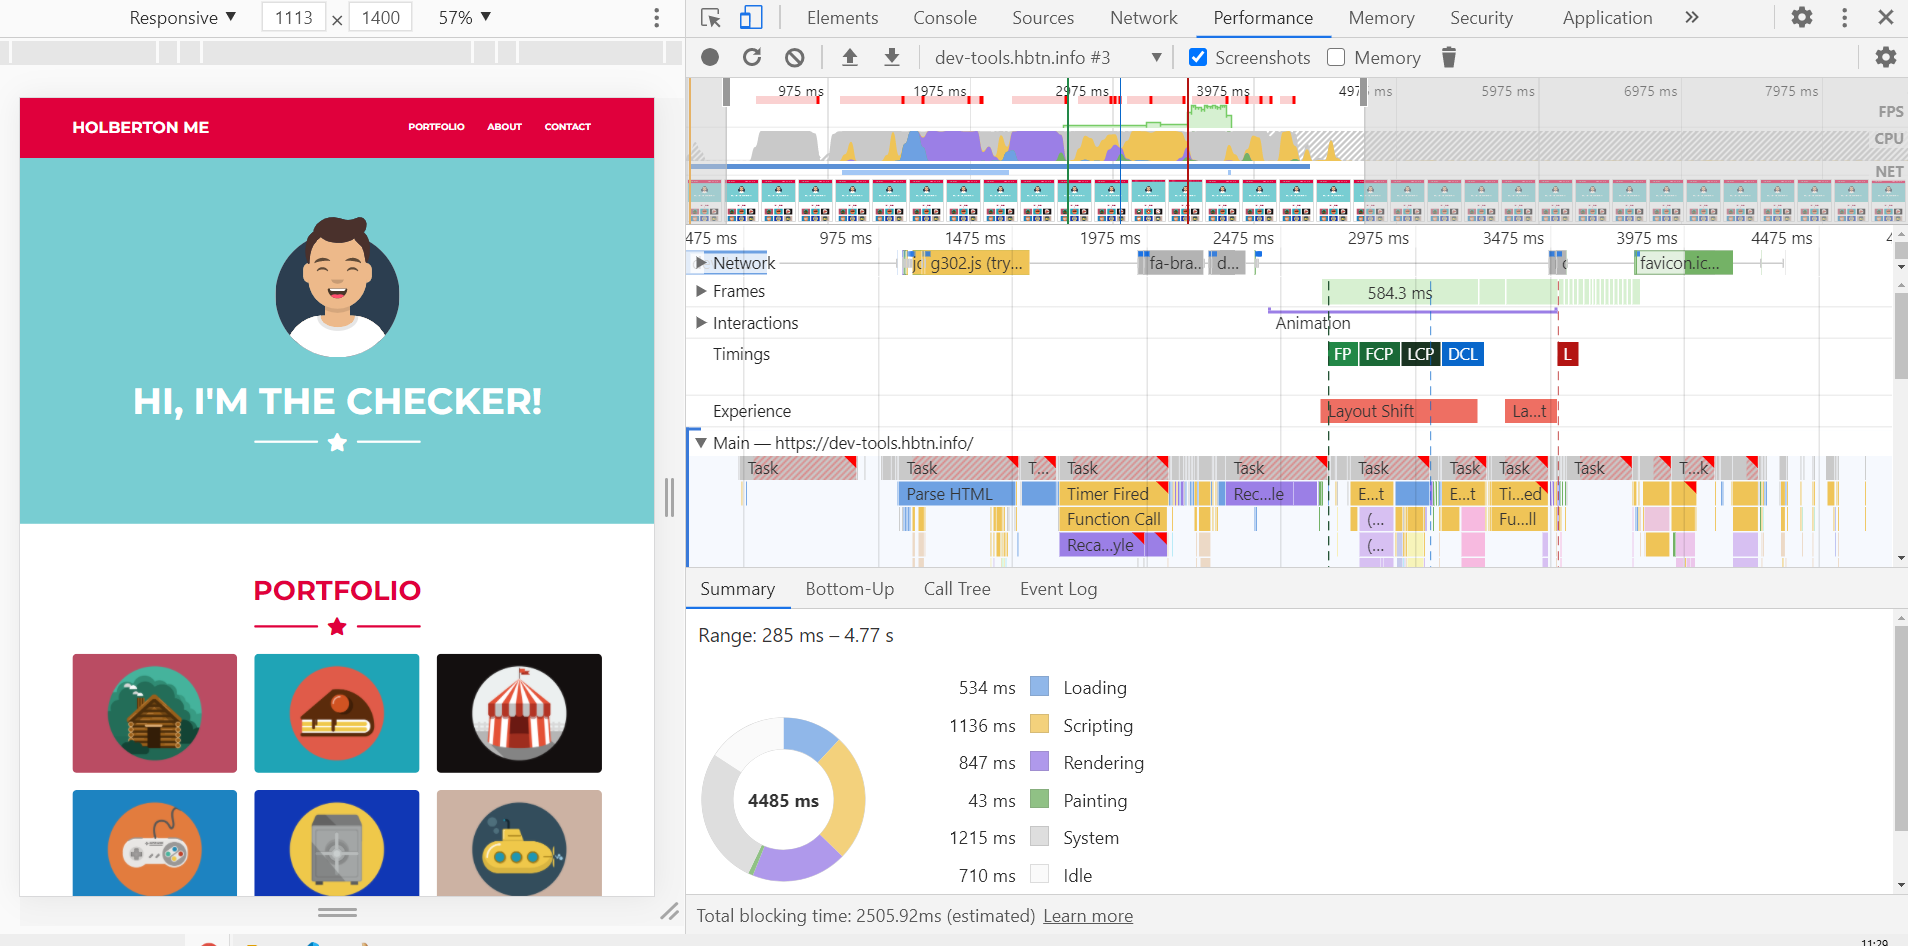 Responsive ▼ 1113 × 1400 57% ▼
Elements Console Sources Network Performance Memory Security Application »
dev-tools.hbtn.info #3 ▼ Screenshots Memory
HOLBERTON ME PORTFOLIO ABOUT CONTACT
HI, I'M THE CHECKER!
PORTFOLIO
975 ms 1975 ms 2975 ms 3975 ms 4975 ms 5975 ms 6975 ms 7975 ms
FPS
CPU
NET
475 ms 975 ms 1475 ms 1975 ms 2475 ms 2975 ms 3475 ms 3975 ms 4475 ms 4
Network g302.js (try... fa-bra... d... favicon.ic...
Frames 584.3 ms
Interactions Animation
Timings FP FCP LCP DCL L
Experience Layout Shift La...t
Main — https://dev-tools.hbtn.info/
Task Task T... Task Task Task Task Task Task T...k
Parse HTML Timer Fired Rec...le E...t E...t Ti...ed
Function Call (... Fu...ll
Reca...yle (...
Summary Bottom-Up Call Tree Event Log
Range: 285 ms – 4.77 s
4485 ms
534 ms Loading
1136 ms Scripting
847 ms Rendering
43 ms Painting
1215 ms System
710 ms Idle
Total blocking time: 2505.92ms (estimated) Learn more
11:29